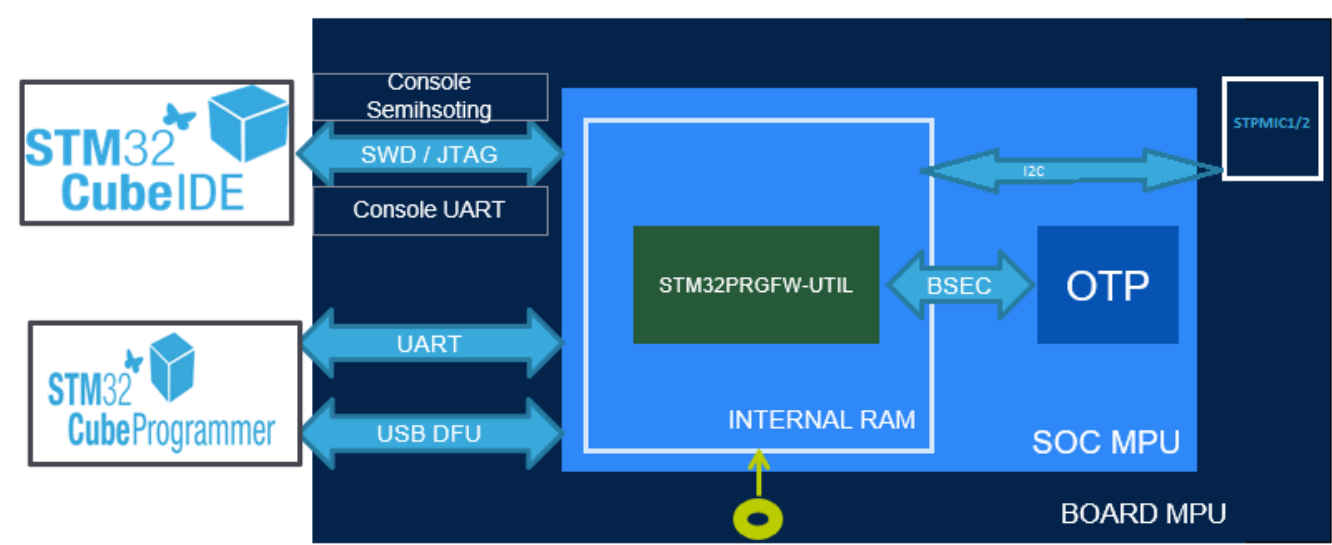 Console
Semihsoting
STM32
CubeIDE
SWD / JTAG
Console UART
STPMIC1/2
I2C
STM32PRGFW-UTIL
BSEC
OTP
UART
STM32
CubeProgrammer
USB DFU
INTERNAL RAM
SOC MPU
BOARD MPU